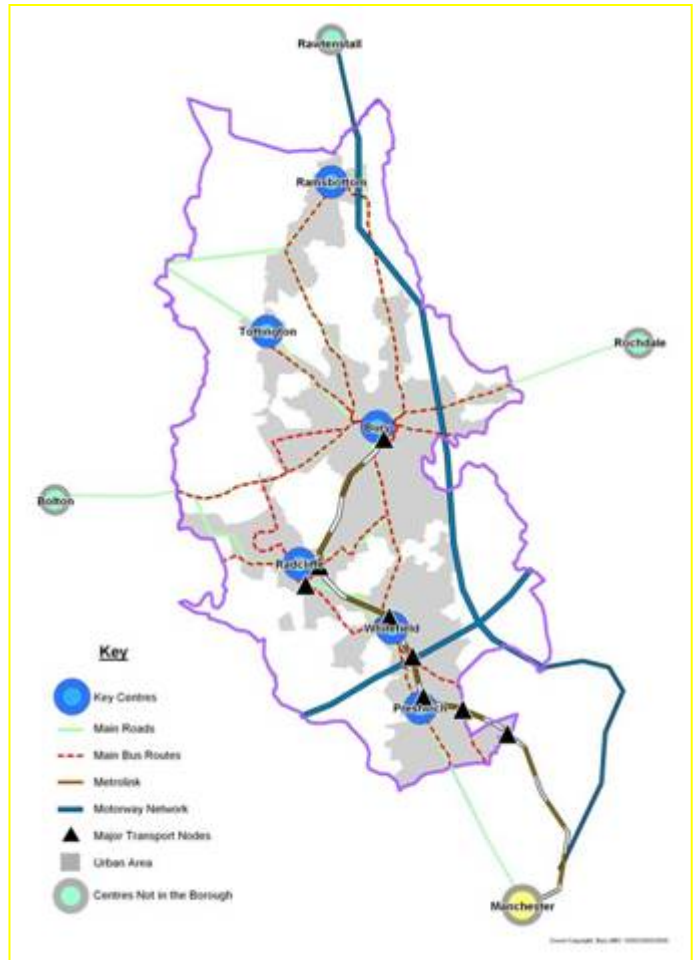 Rawtenstall
Ramsbottom
Tottington
Rochdale
Bury
Bolton
Radcliffe
Whitefield
Prestwich
Manchester
Key
Key Centres
Main Roads
Main Bus Routes
Metrolink
Motorway Network
Major Transport Nodes
Urban Area
Centres Not in the Borough